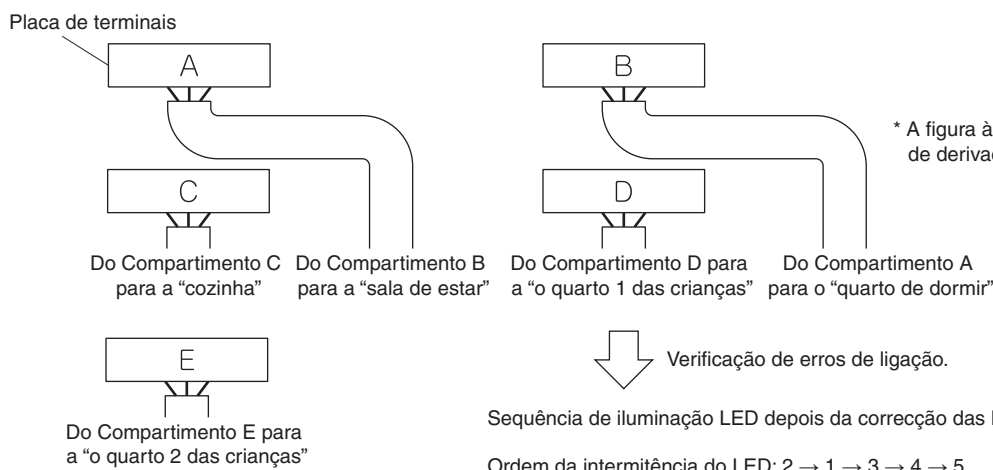 Placa de terminais
A
B
* A figura à
de deriva
C
D
Do Compartimento C
para a “cozinha”
Do Compartimento B
para a “sala de estar”
Do Compartimento D para
a “o quarto 1 das crianças”
Do Compartimento A
para o “quarto de dormir”
E
Verificação de erros de ligação.
Do Compartimento E para
a “o quarto 2 das crianças”
Sequência de iluminação LED depois da correcção das
Ordem da intermitência do LED: 2 → 1 → 3 → 4 → 5